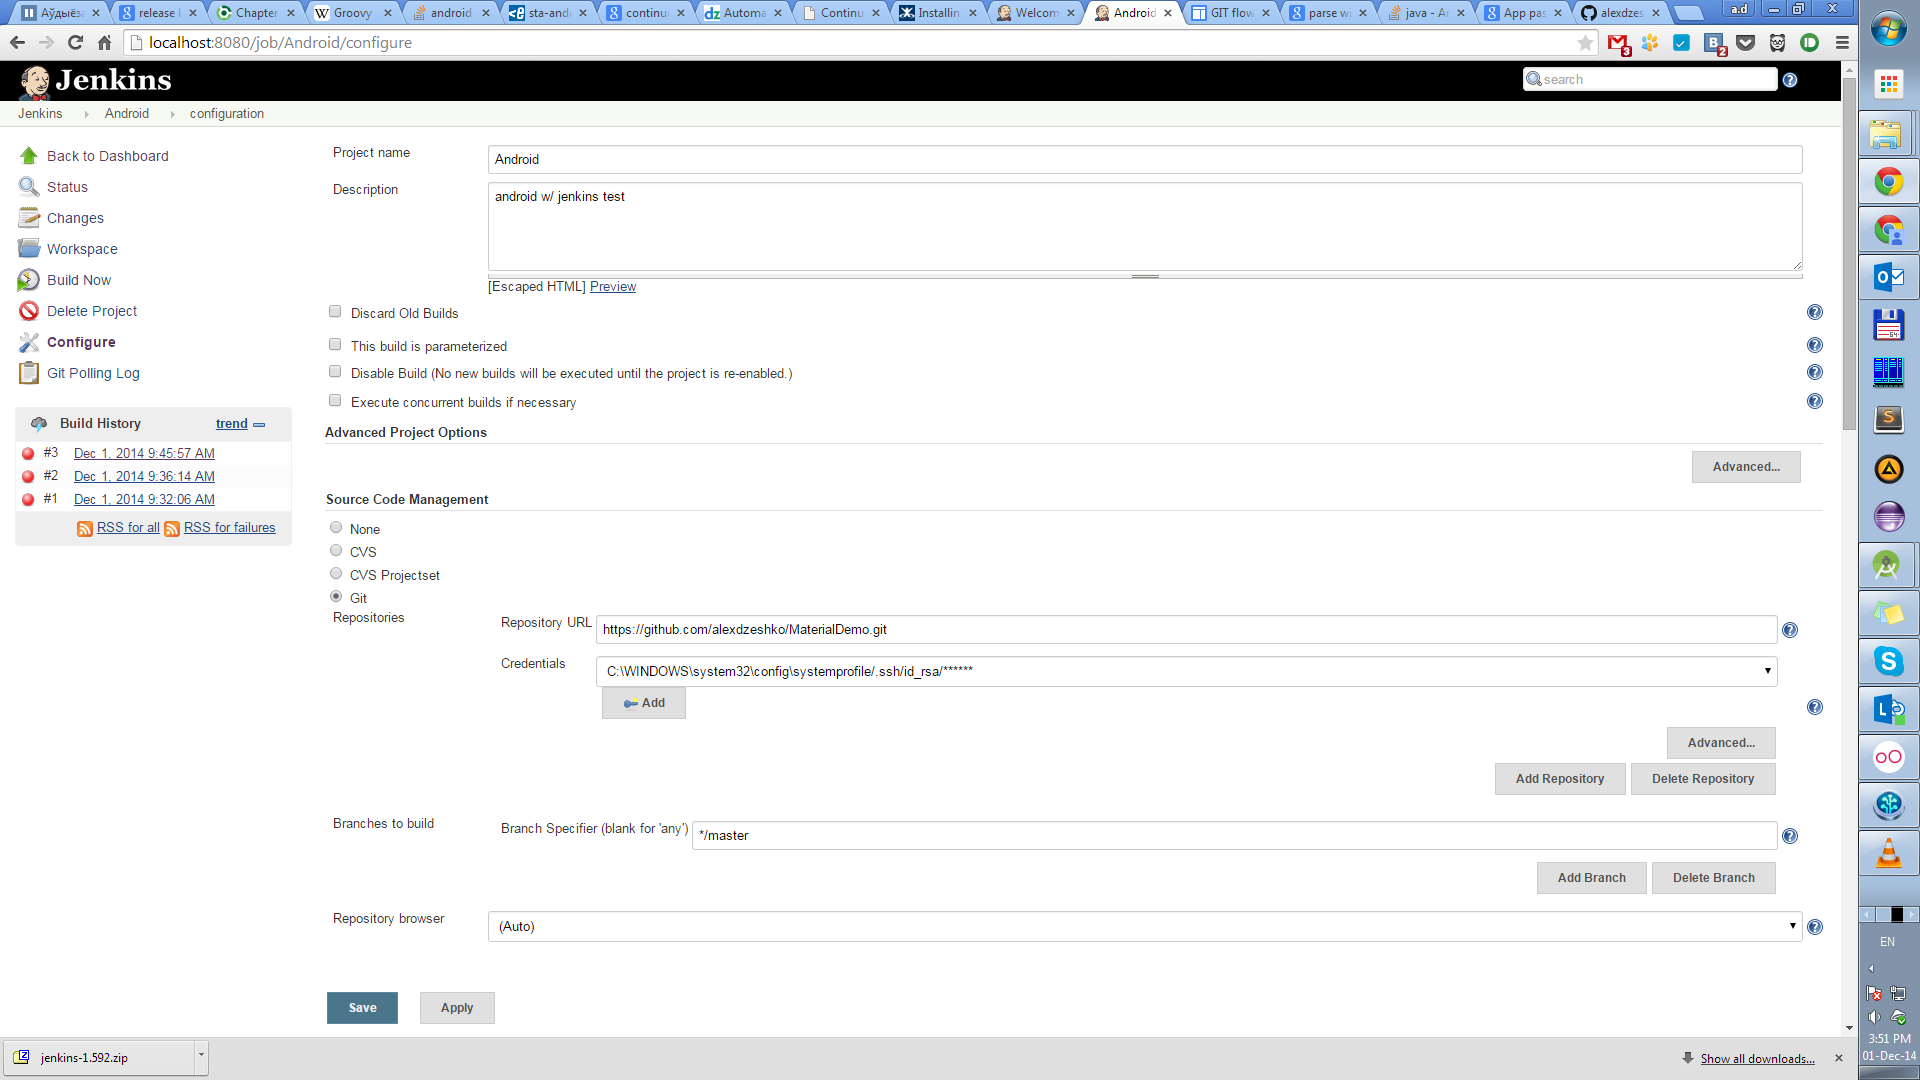 Аўдыёз
release
Chapter
Groovy
android
sta-and
continu
Automa
Continu
Installin
Welcom
Android
GIT flow
parse wi
java - A
App pas
alexdzes
a.d
localhost:8080/job/Android/configure
3
2
Jenkins
search
Jenkins Android configuration
Back to Dashboard
Status
Changes
Workspace
Build Now
Delete Project
Configure
Git Polling Log
Build History trend
#3 Dec 1, 2014 9:45:57 AM
#2 Dec 1, 2014 9:36:14 AM
#1 Dec 1, 2014 9:32:06 AM
RSS for all RSS for failures
Project name Android
Description android w/ jenkins test
[Escaped HTML] Preview
Discard Old Builds
This build is parameterized
Disable Build (No new builds will be executed until the project is re-enabled.)
Execute concurrent builds if necessary
Advanced Project Options
Advanced...
Source Code Management
None
CVS
CVS Projectset
Git
Repositories
Repository URL https://github.com/alexdzeshko/MaterialDemo.git
Credentials C:\WINDOWS\system32\config\systemprofile/.ssh/id_rsa/******
Add
Advanced...
Add Repository Delete Repository
Branches to build Branch Specifier (blank for 'any') */master
Add Branch Delete Branch
Repository browser (Auto)
Save Apply
jenkins-1.592.zip
Show all downloads...
EN
3:51 PM
01-Dec-14